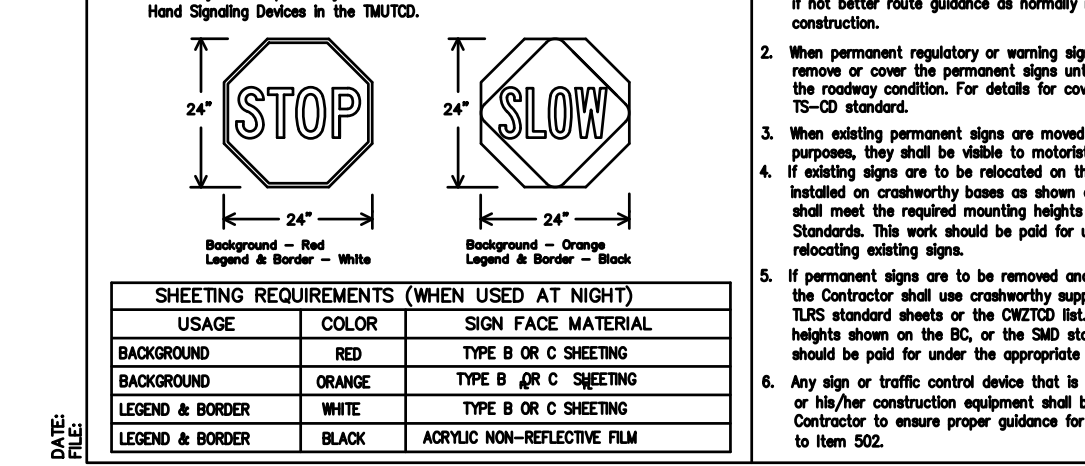 Hand Signaling Devices in the TMUTCD.
24"
STOP
24"
Background – Red
Legend & Border – White
24"
SLOW
24"
Background – Orange
Legend & Border – Black
SHEETING REQUIREMENTS (WHEN USED AT NIGHT)
USAGE COLOR SIGN FACE MATERIAL
BACKGROUND RED TYPE B OR C SHEETING
BACKGROUND ORANGE TYPE B OR C SHEETING
LEGEND & BORDER WHITE TYPE B OR C SHEETING
LEGEND & BORDER BLACK ACRYLIC NON-REFLECTIVE FILM
DATE:
FILE:
if not better route guidance as normally
construction.
2. When permanent regulatory or warning
remove or cover the permanent signs
the roadway condition. For details for
TS-CD standard.
3. When existing permanent signs are moved
purposes, they shall be visible to
4. If existing signs are to be relocated on
installed on crashworthy bases as shown
shall meet the required mounting heights
Standards. This work should be paid for
relocating existing signs.
5. If permanent signs are to be removed
the Contractor shall use crashworthy
TLRS standard sheets or the CWZTCD list.
heights shown on the BC, or the SMD
should be paid for under the appropriate
6. Any sign or traffic control device that is
or his/her construction equipment shall
Contractor to ensure proper guidance for
to Item 502.